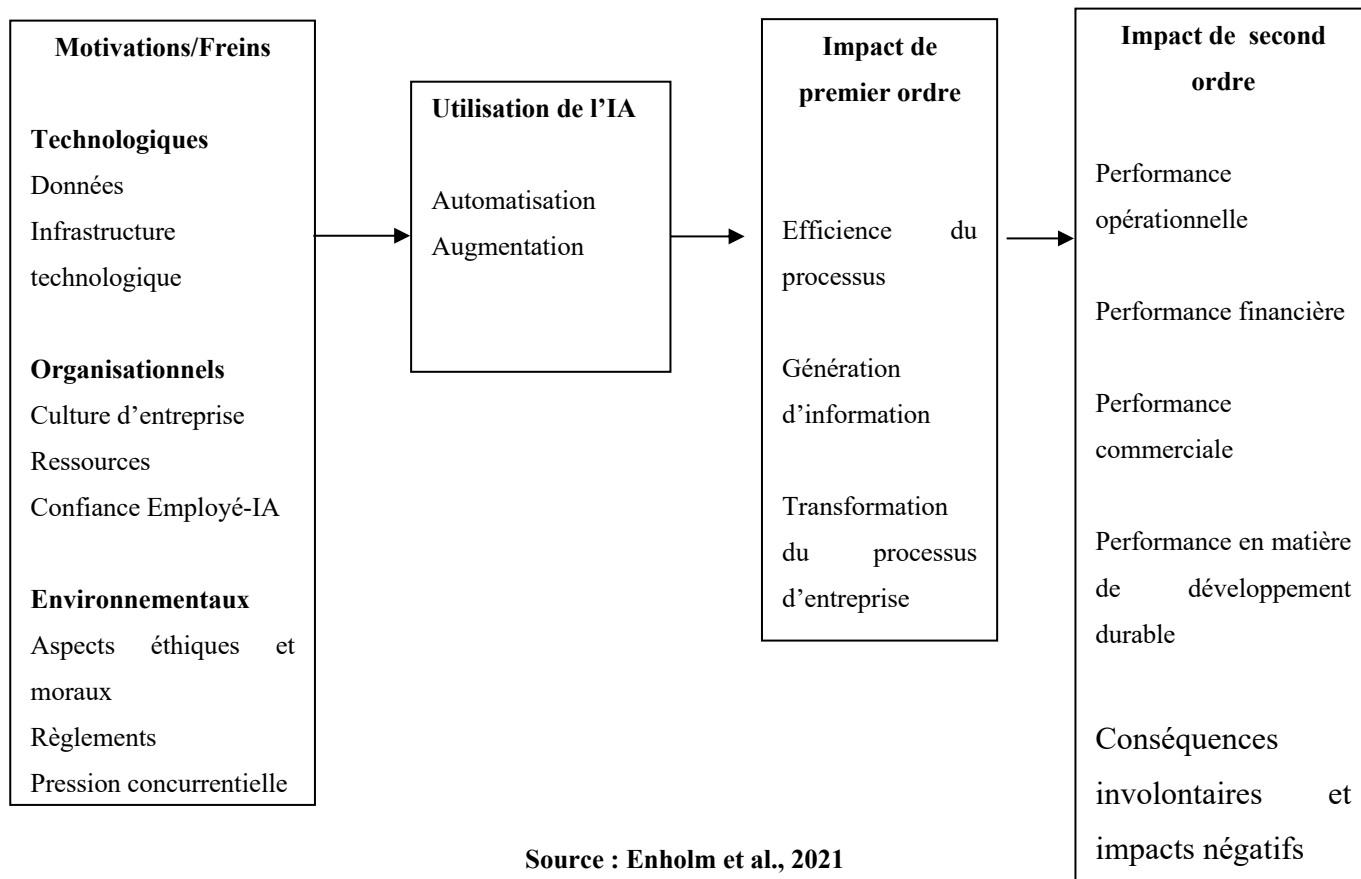 Motivations/Freins
Technologiques
Données
Infrastructure
technologique
Organisationnels
Culture d’entreprise
Ressources
Confiance Employé-IA
Environnementaux
Aspects éthiques et
moraux
Règlements
Pression concurrentielle
Utilisation de l’IA
Automatisation
Augmentation
Impact de
premier ordre
Efficience du
processus
Génération
d’information
Transformation
du processus
d’entreprise
Impact de second
ordre
Performance
opérationnelle
Performance financière
Performance
commerciale
Performance en matière
de développement
durable
Conséquences
involontaires et
impacts négatifs
Source : Enholm et al., 2021